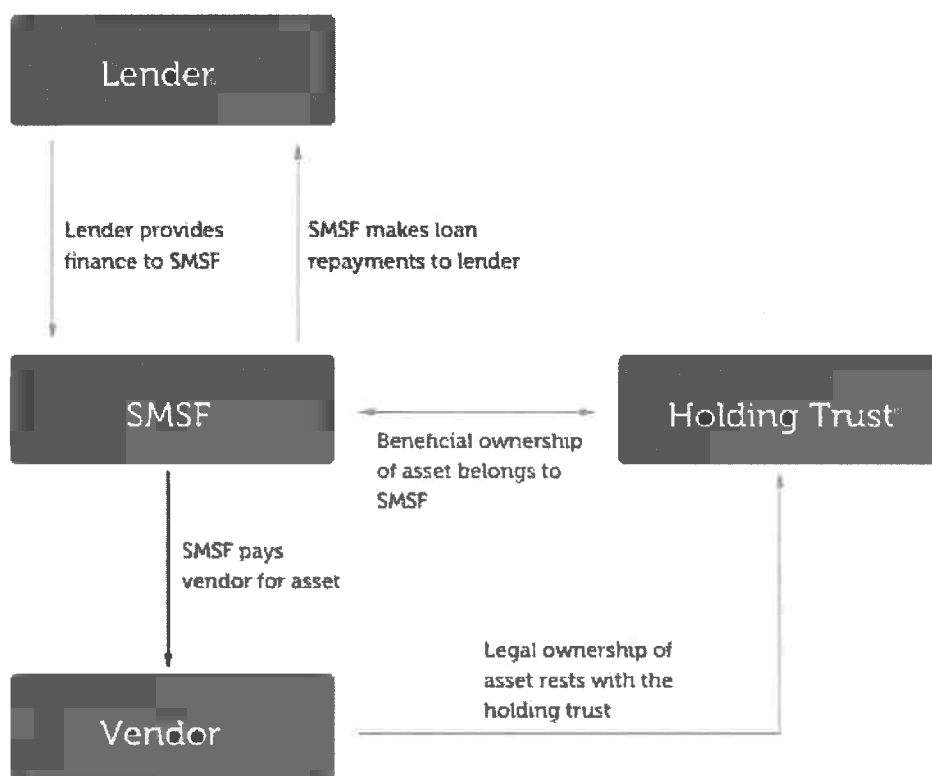 Lender
Lender provides
finance to SMSF
SMSF makes loan
repayments to lender
SMSF
Holding Trust
Beneficial ownership
of asset belongs to
SMSF
SMSF pays
vendor for asset
Legal ownership of
asset rests with the
holding trust
Vendor